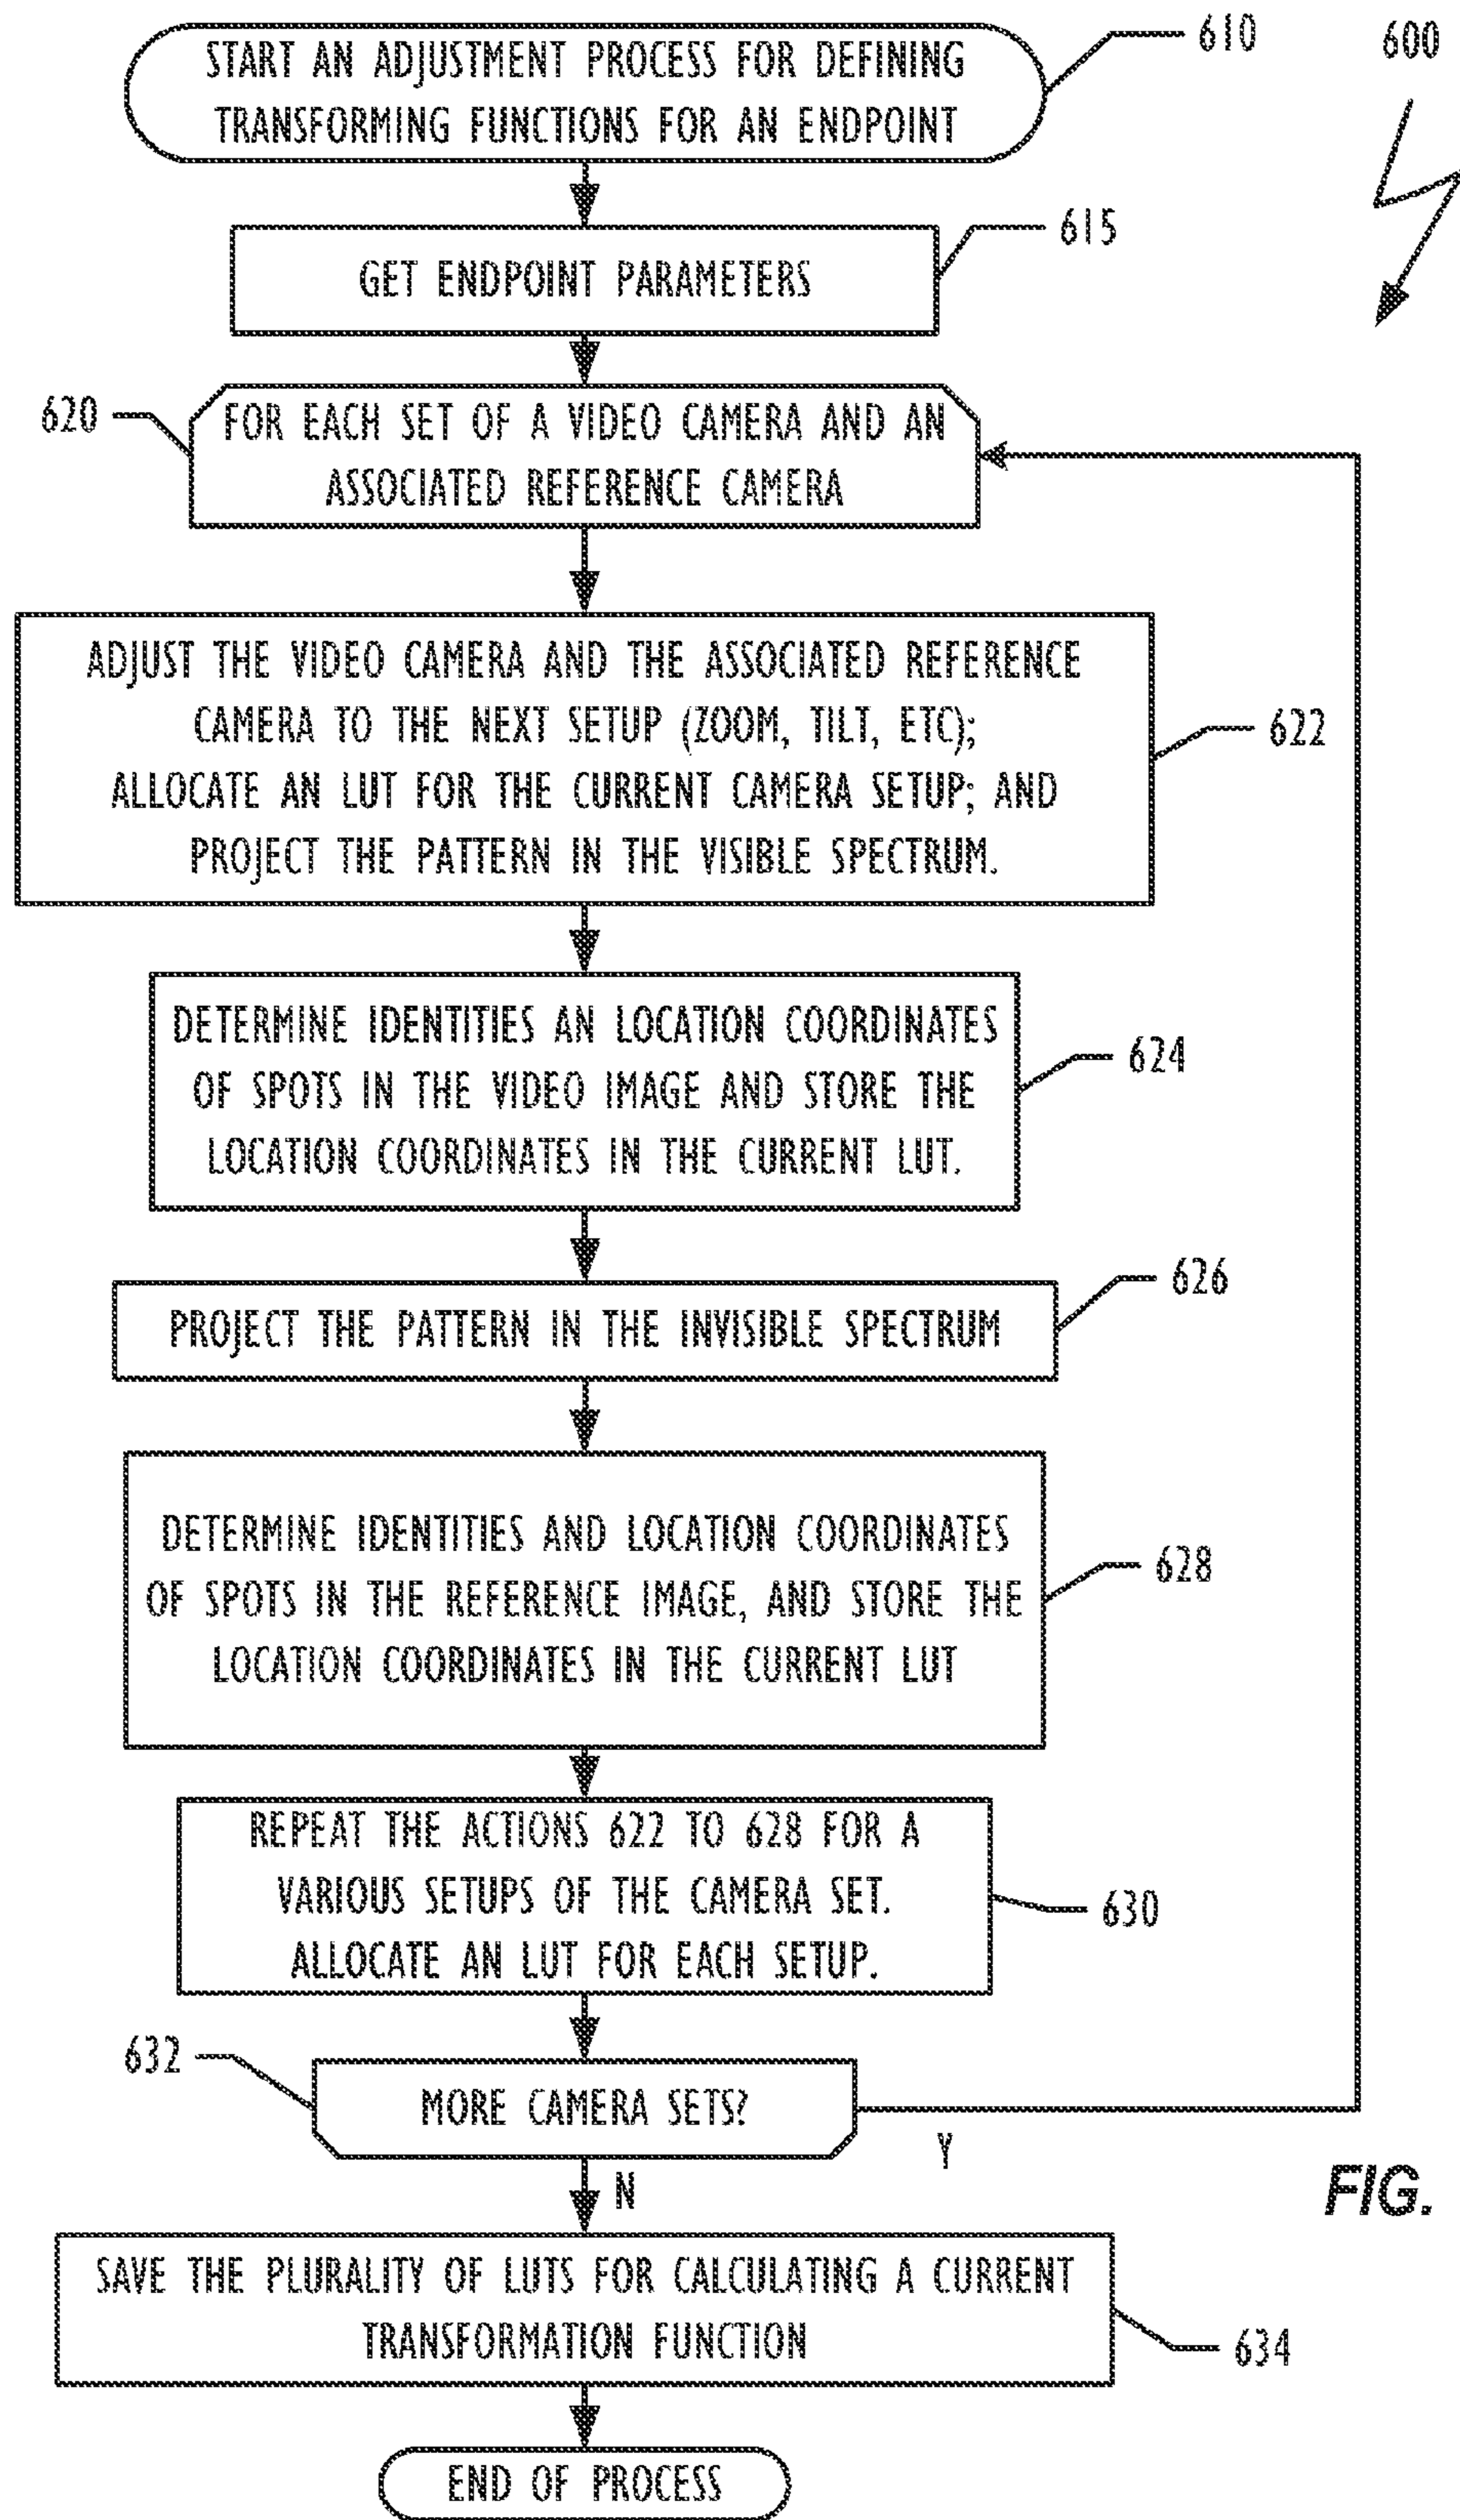 START AN ADJUSTMENT PROCESS FOR DEFINING
TRANSFORMING FUNCTIONS FOR AN ENDPOINT
610
600
GET ENDPOINT PARAMETERS
615
620
FOR EACH SET OF A VIDEO CAMERA AND AN
ASSOCIATED REFERENCE CAMERA
ADJUST THE VIDEO CAMERA AND THE ASSOCIATED REFERENCE
CAMERA TO THE NEXT SETUP (ZOOM, TILT, ETC);
ALLOCATE AN LUT FOR THE CURRENT CAMERA SETUP; AND
PROJECT THE PATTERN IN THE VISIBLE SPECTRUM.
622
DETERMINE IDENTITIES AN LOCATION COORDINATES
OF SPOTS IN THE VIDEO IMAGE AND STORE THE
LOCATION COORDINATES IN THE CURRENT LUT.
624
PROJECT THE PATTERN IN THE INVISIBLE SPECTRUM
626
DETERMINE IDENTITIES AND LOCATION COORDINATES
OF SPOTS IN THE REFERENCE IMAGE, AND STORE THE
LOCATION COORDINATES IN THE CURRENT LUT
628
REPEAT THE ACTIONS 622 TO 628 FOR A
VARIOUS SETUPS OF THE CAMERA SET.
ALLOCATE AN LUT FOR EACH SETUP.
630
632
MORE CAMERA SETS?
Y
N
FIG.
SAVE THE PLURALITY OF LUTS FOR CALCULATING A CURRENT
TRANSFORMATION FUNCTION
634
END OF PROCESS